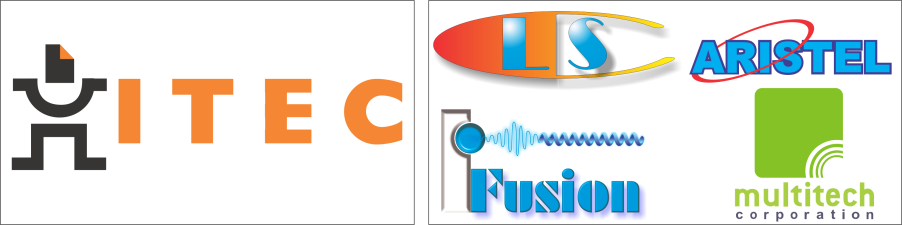 ITEC
LS
ARISTEL
Fusion
multitech
corporation